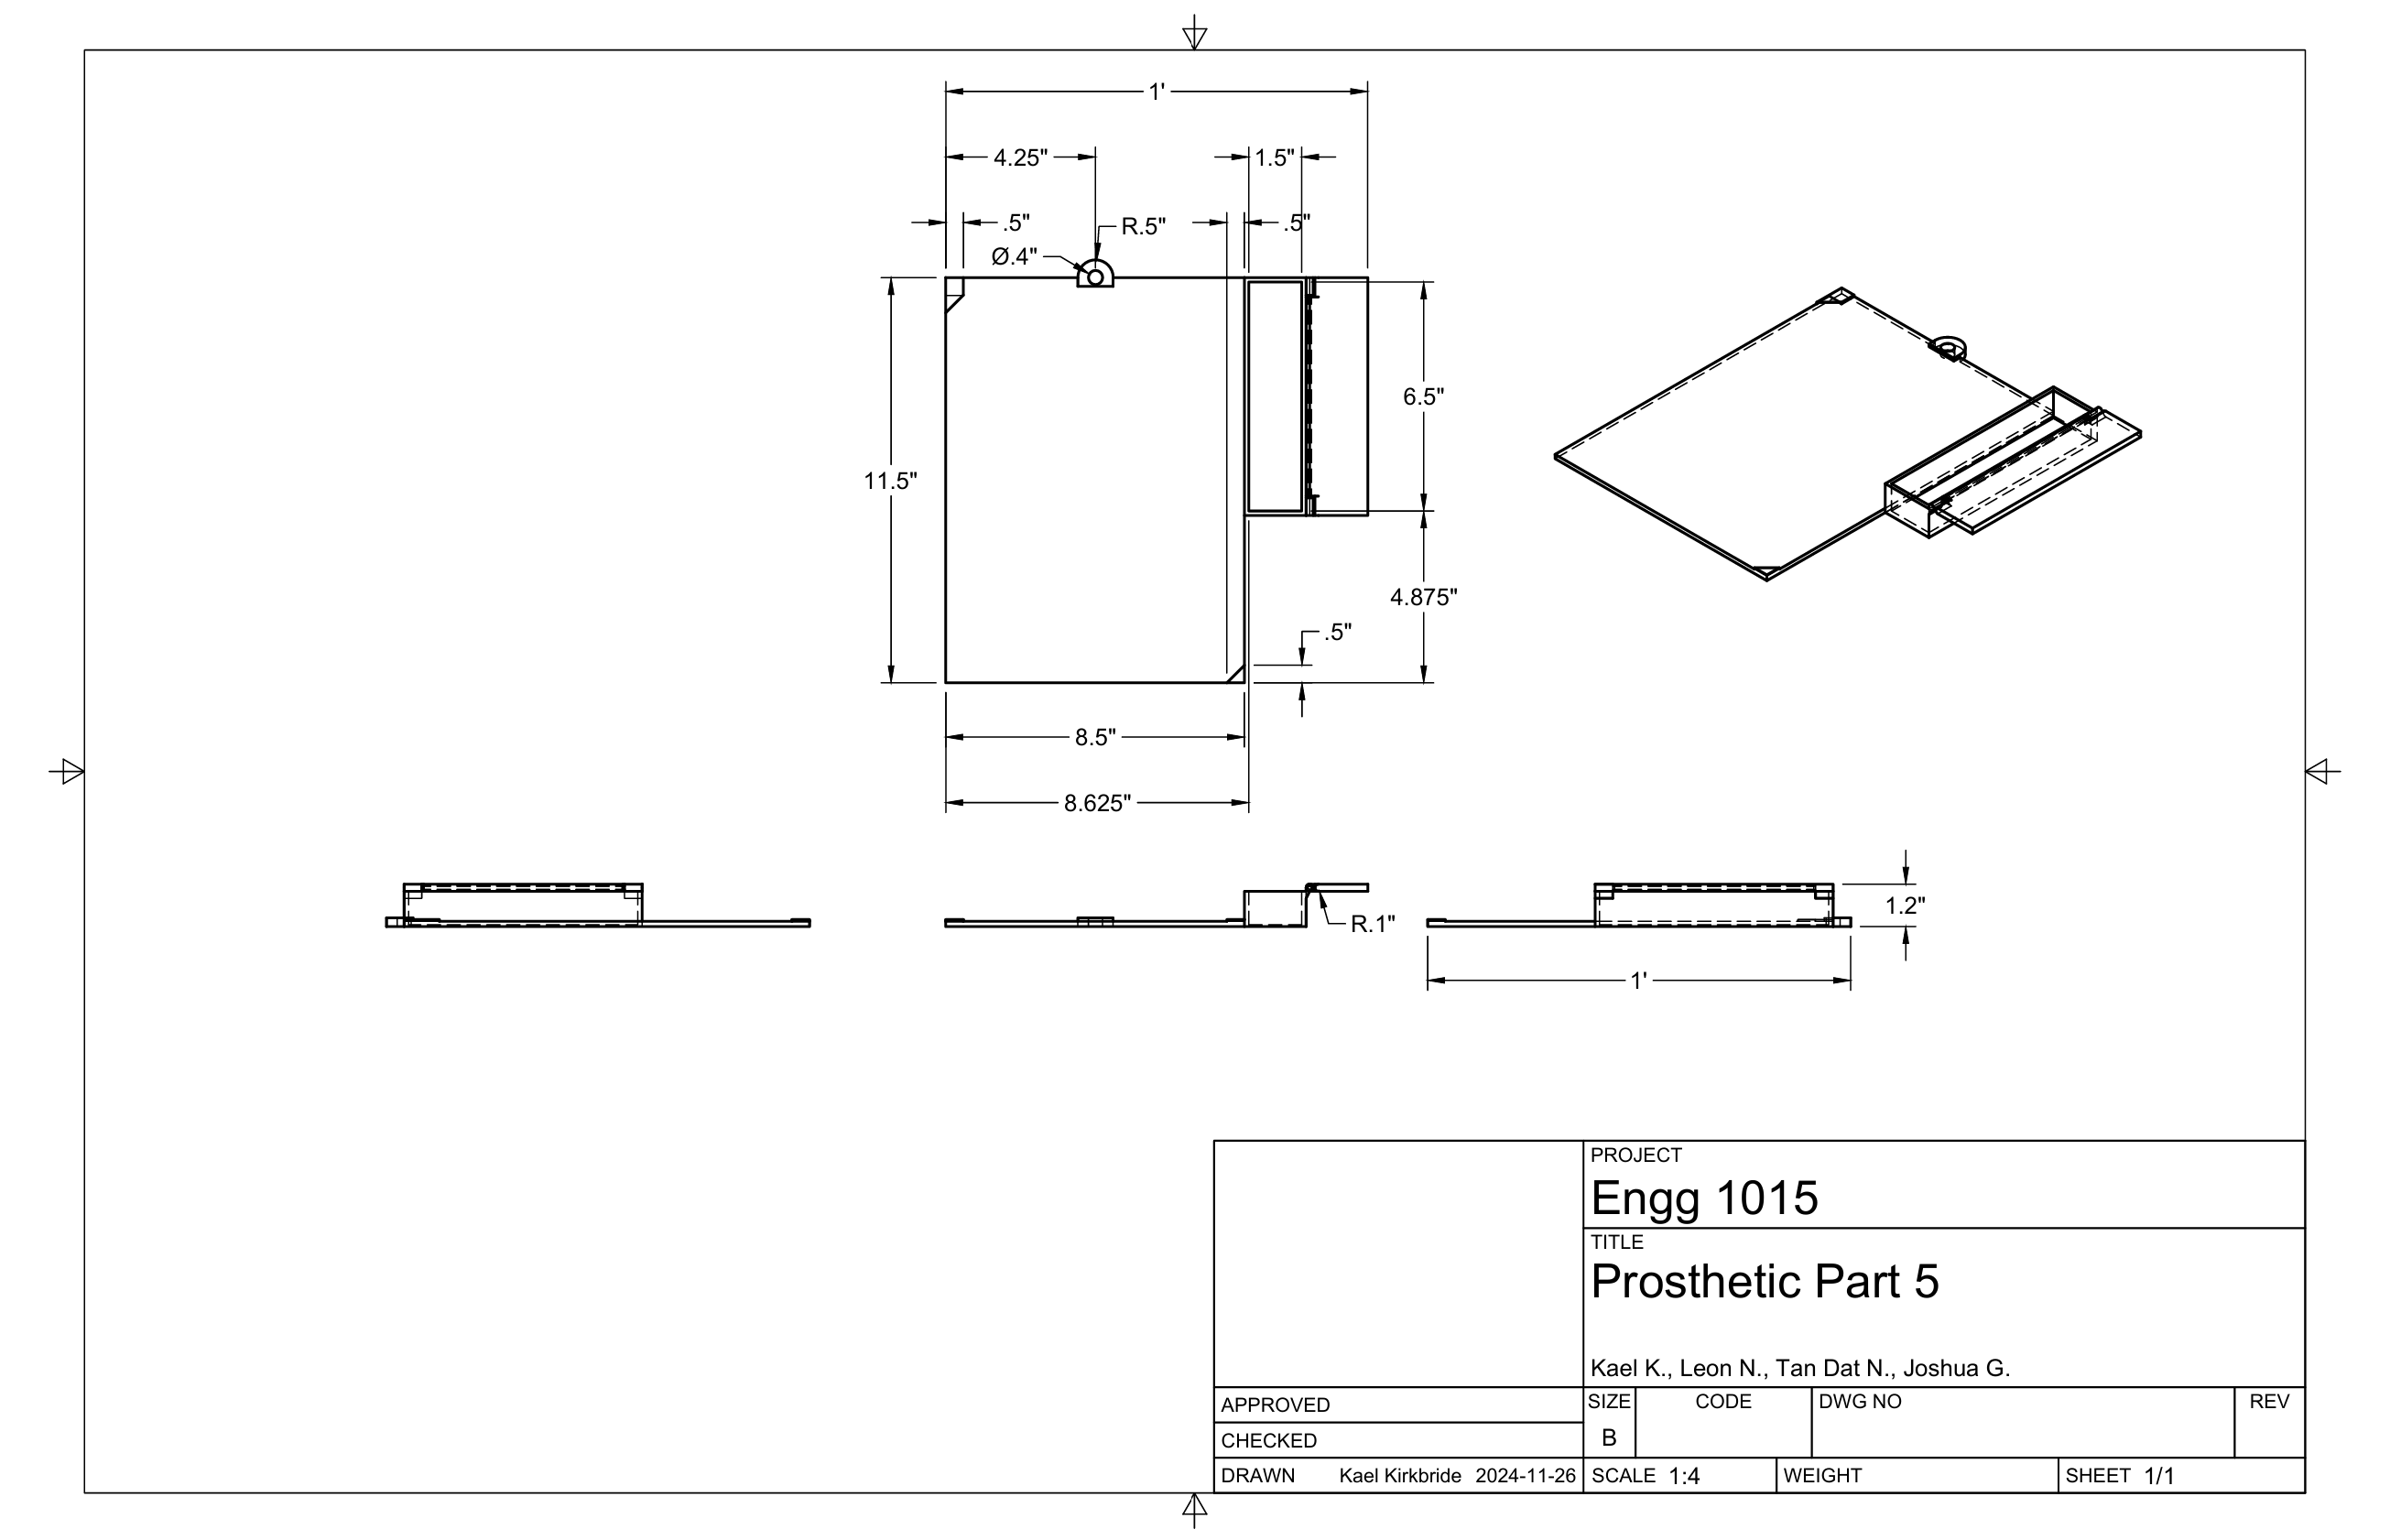 1'
4.25"
1.5"
.5"
R.5"
.5"
Ø.4"
6.5"
11.5"
4.875"
.5"
8.5"
8.625"
R.1"
1.2"
1'
PROJECT
Engg 1015
TITLE
Prosthetic Part 5
Kael K., Leon N., Tan Dat N., Joshua G.
APPROVED
SIZE
CODE
DWG NO
REV
CHECKED
B
DRAWN Kael Kirkbride 2024-11-26
SCALE 1:4
WEIGHT
SHEET 1/1